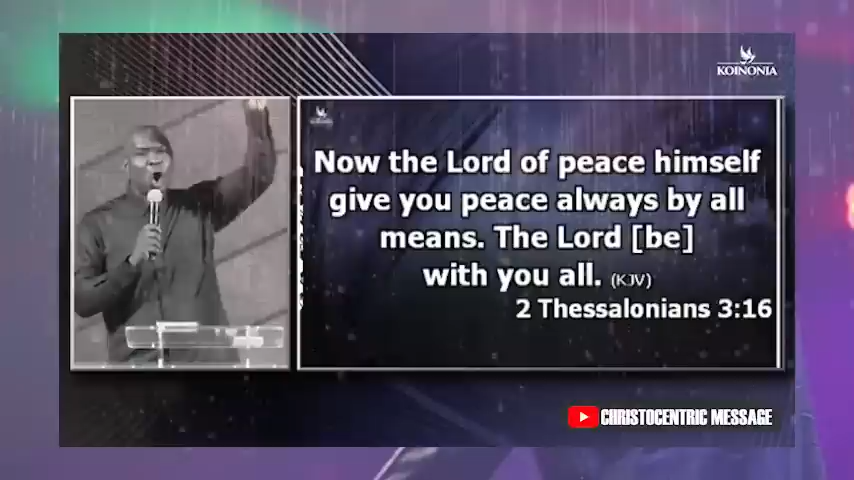 KOINONIA
Now the Lord of peace himself
give you peace always by all
means. The Lord [be]
with you all. (KJV)
2 Thessalonians 3:16
CHRISTOCENTRIC MESSAGE